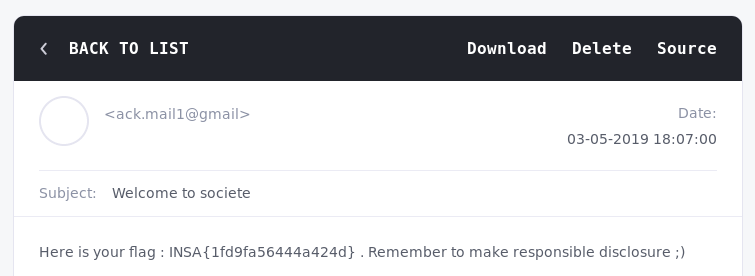 BACK TO LIST
Download Delete Source
<ack.mail1@gmail>
Date:
03-05-2019 18:07:00
Subject: Welcome to societe
Here is your flag : INSA{1fd9fa56444a424d} . Remember to make responsible disclosure ;)